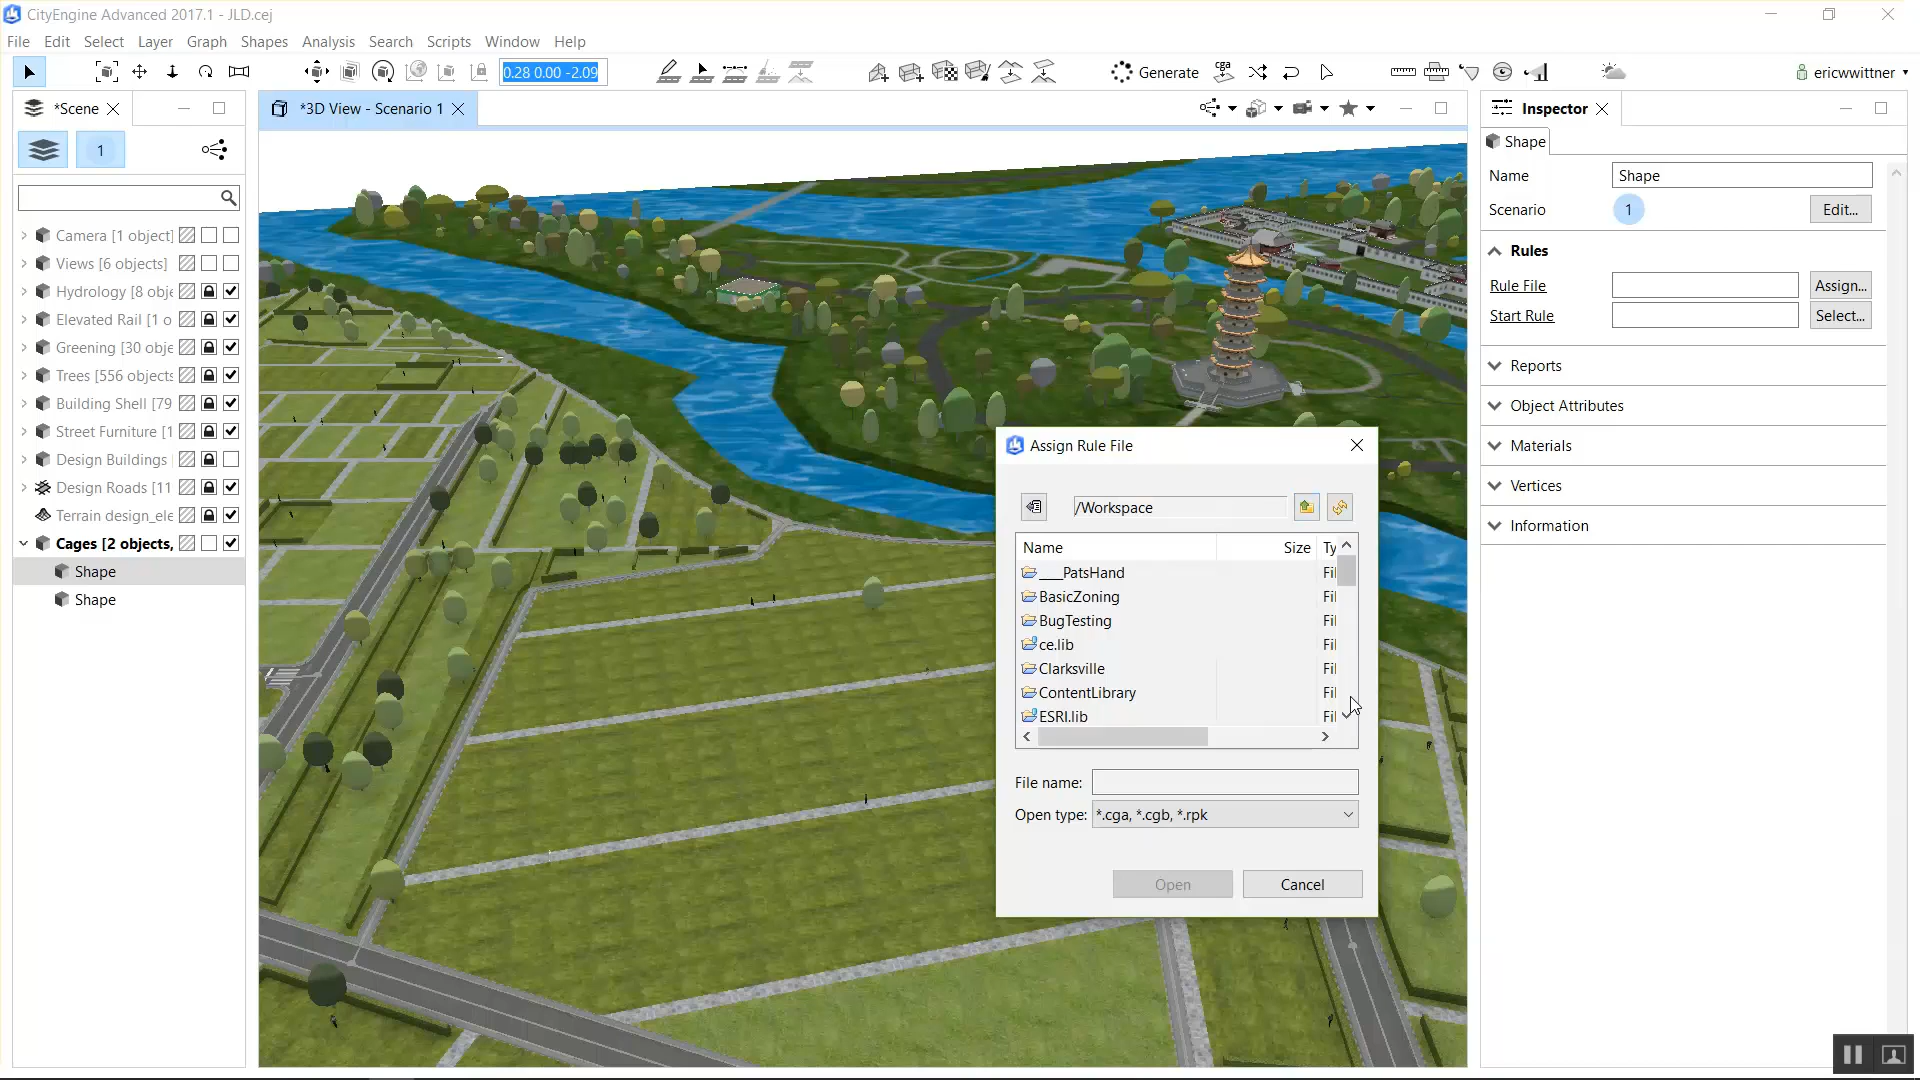 CityEngine Advanced 2017.1 - JLD.cej
File Edit Select Layer Graph Shapes Analysis Search Scripts Window Help
0.28 0.00 -2.09
Generate
cga
ericwwittner
*Scene
1
Camera [1 object]
Views [6 objects]
Hydrology [8 obje
Elevated Rail [1 o
Greening [30 obje
Trees [556 objects
Building Shell [79
Street Furniture [1
Design Buildings
Design Roads [11
Terrain design_ele
Cages [2 objects,
Shape
Shape
*3D View - Scenario 1
Assign Rule File
/Workspace
Name Size Ty
___PatsHand Fil
BasicZoning Fil
BugTesting Fil
ce.lib Fil
Clarksville Fil
ContentLibrary Fil
ESRI.lib Fil
File name:
Open type: *.cga, *.cgb, *.rpk
Open Cancel
Inspector
Shape
Name Shape
Scenario 1 Edit...
Rules
Rule File Assign...
Start Rule Select...
Reports
Object Attributes
Materials
Vertices
Information